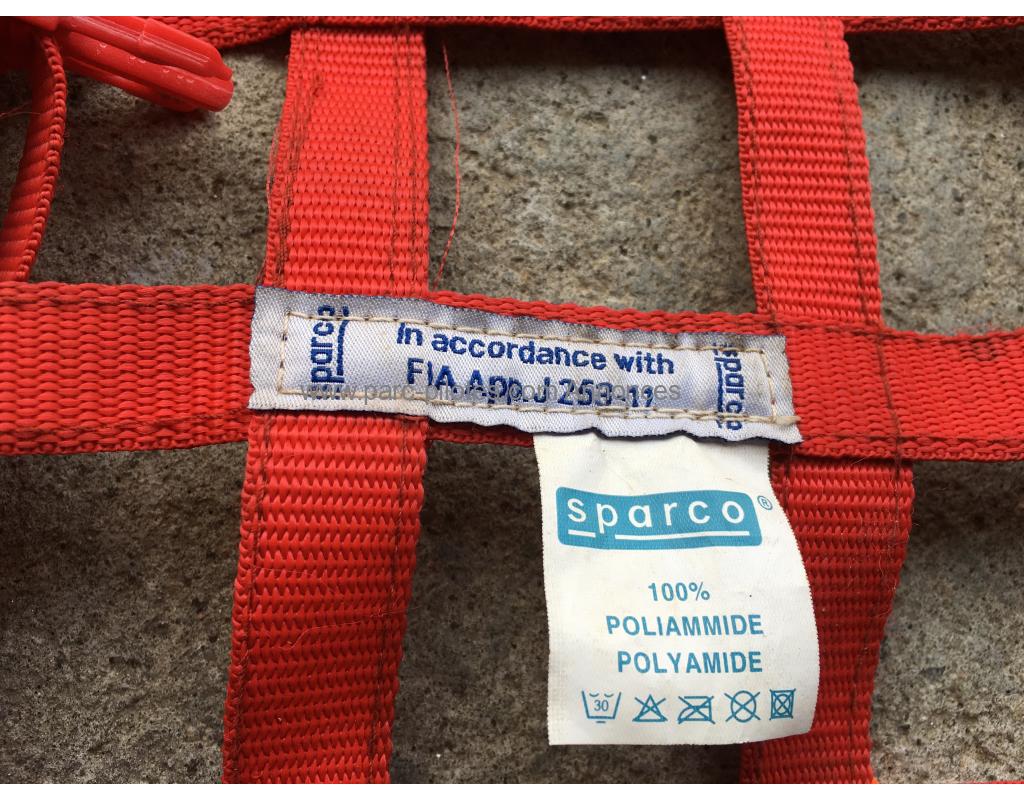 sparco
In accordance with
FIA App J 253-11
sparco
sparco®
100%
POLIAMMIDE
POLYAMIDE
30